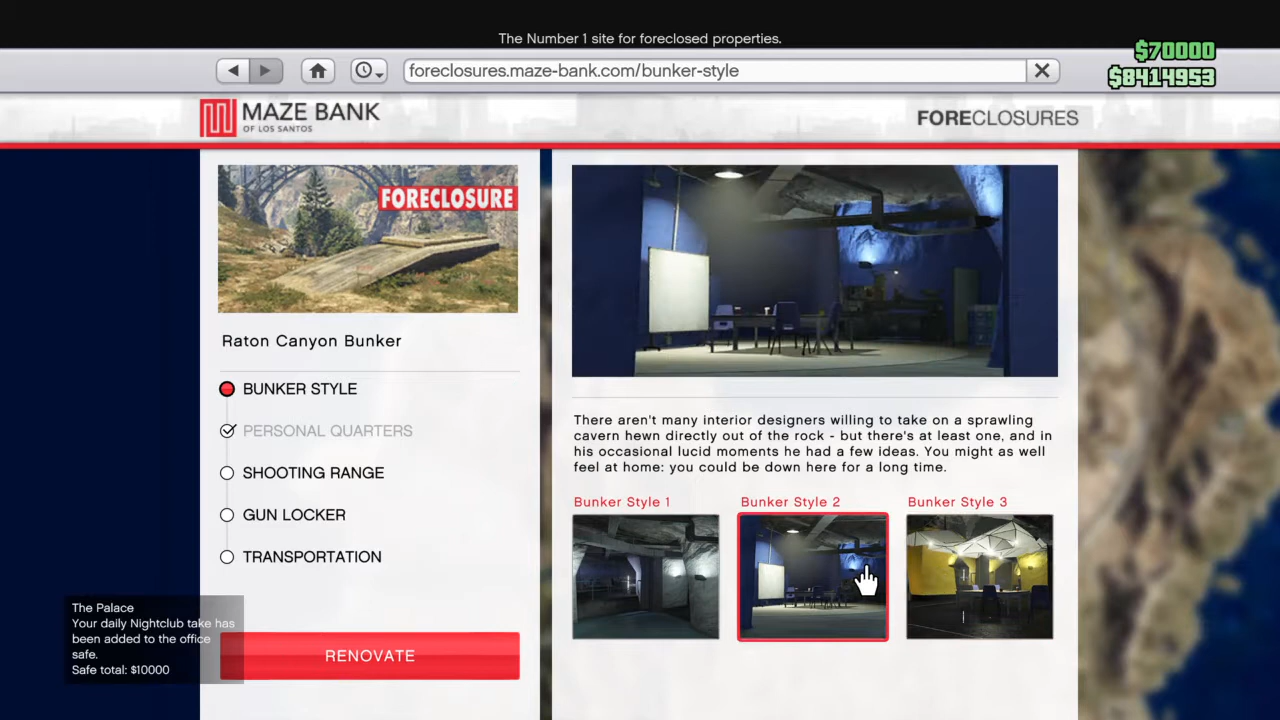 The Number 1 site for foreclosed properties.
$70000
foreclosures.maze-bank.com/bunker-style
$8414953
MAZE BANK
OF LOS SANTOS
FORECLOSURES
FORECLOSURE
Raton Canyon Bunker
BUNKER STYLE
PERSONAL QUARTERS
SHOOTING RANGE
GUN LOCKER
TRANSPORTATION
RENOVATE
There aren't many interior designers willing to take on a sprawling
cavern hewn directly out of the rock - but there's at least one, and in
his occasional lucid moments he had a few ideas. You might as well
feel at home: you could be down here for a long time.
Bunker Style 1
Bunker Style 2
Bunker Style 3
The Palace
Your daily Nightclub take has
been added to the office
safe.
Safe total: $10000